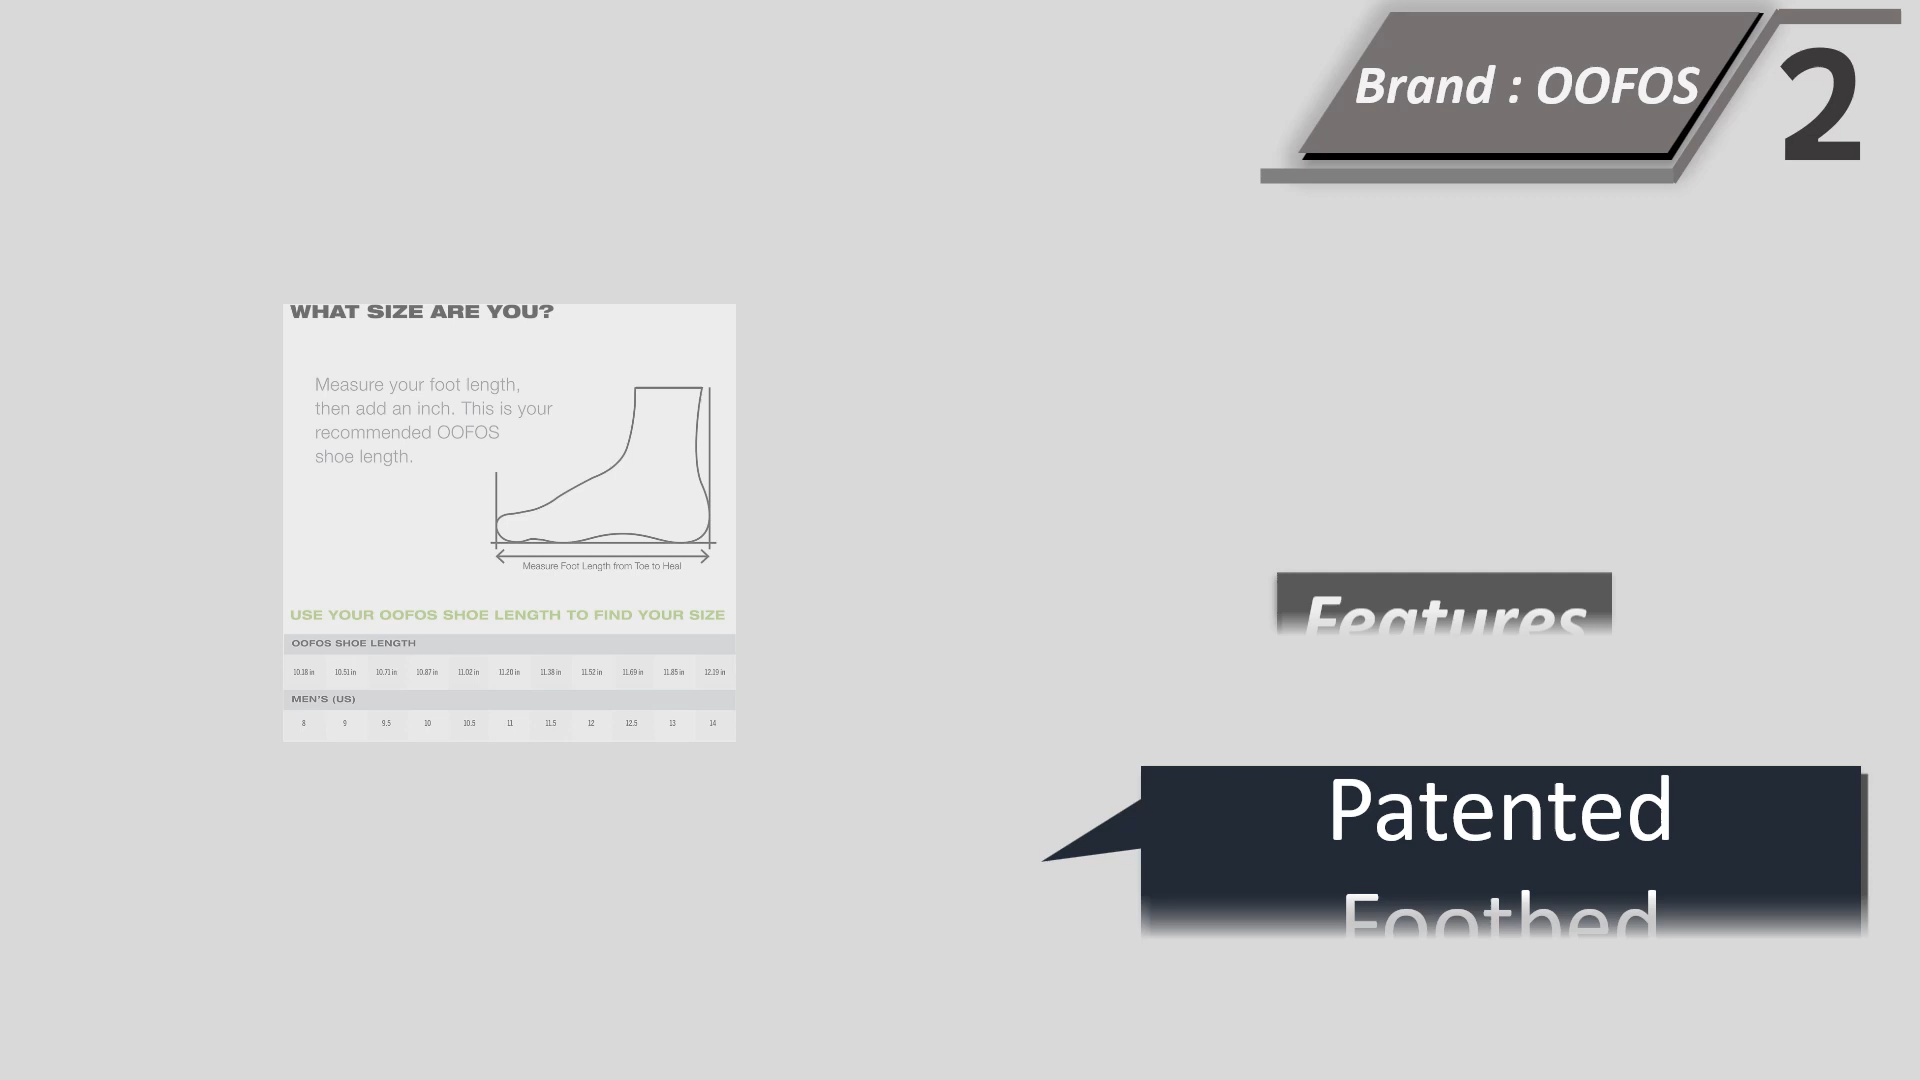 Brand : OOFOS
2
WHAT SIZE ARE YOU?
Measure your foot length,
then add an inch. This is your
recommended OOFOS
shoe length.
Measure Foot Length from Toe to Heal
USE YOUR OOFOS SHOE LENGTH TO FIND YOUR SIZE
OOFOS SHOE LENGTH
10.18 in 10.51 in 10.71 in 10.87 in 11.02 in 11.20 in 11.38 in 11.52 in 11.69 in 11.85 in 12.19 in
MEN'S (US)
8 9 9.5 10 10.5 11 11.5 12 12.5 13 14
Features
Patented
Footbed